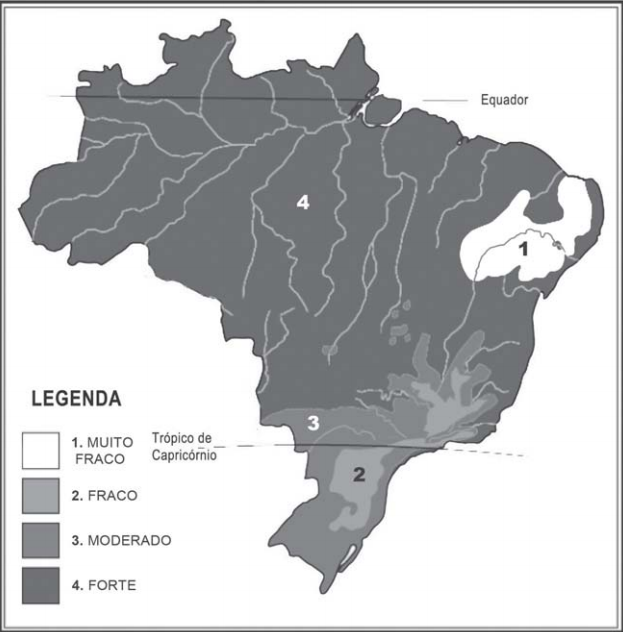 Equador
4
1
LEGENDA
3
1. MUITO
FRACO
Trópico de
Capricórnio
2
2. FRACO
3. MODERADO
4. FORTE